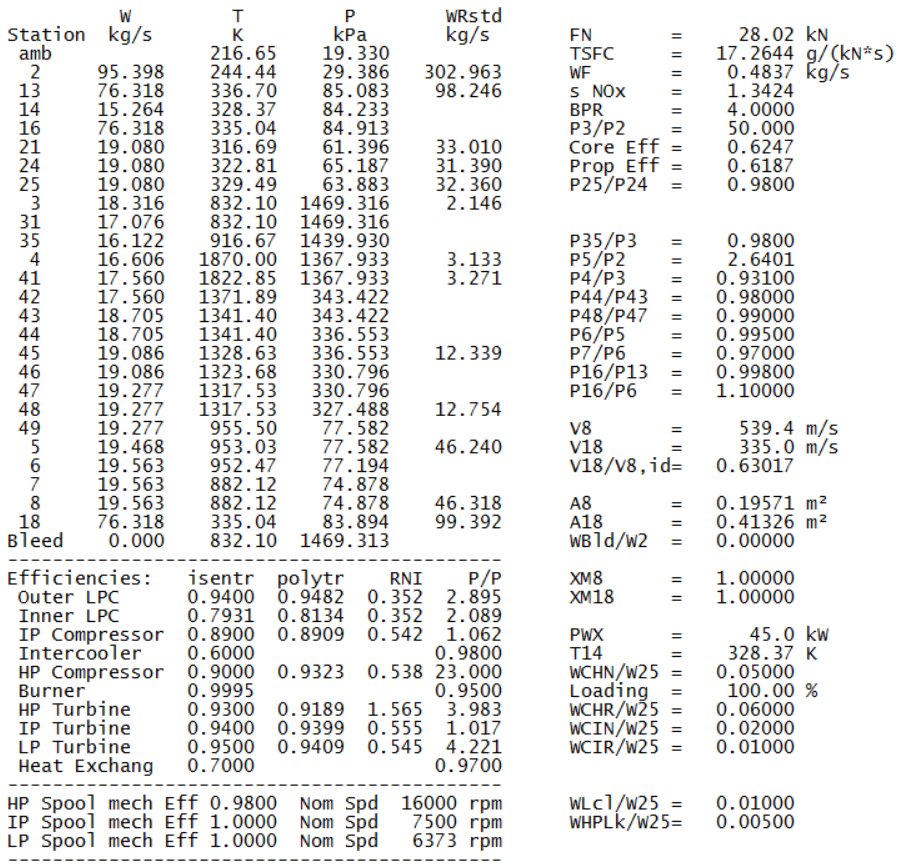 W T P WRstd
Station kg/s K kPa kg/s FN = 28.02 kN
amb 216.65 19.330 TSFC = 17.2644 g/(kN*s)
2 95.398 244.44 29.386 302.963 WF = 0.4837 kg/s
13 76.318 336.70 85.083 98.246 s NOx = 1.3424
14 15.264 328.37 84.233 BPR = 4.0000
16 76.318 335.04 84.913 P3/P2 = 50.000
21 19.080 316.69 61.396 33.010 Core Eff = 0.6247
24 19.080 322.81 65.187 31.390 Prop Eff = 0.6187
25 19.080 329.49 63.883 32.360 P25/P24 = 0.9800
3 18.316 832.10 1469.316 2.146
31 17.076 832.10 1469.316
35 16.122 916.67 1439.930 P35/P3 = 0.9800
4 16.606 1870.00 1367.933 3.133 P5/P2 = 2.6401
41 17.560 1822.85 1367.933 3.271 P4/P3 = 0.93100
42 17.560 1371.89 343.422 P44/P43 = 0.98000
43 18.705 1341.40 343.422 P48/P47 = 0.99000
44 18.705 1341.40 336.553 P6/P5 = 0.99500
45 19.086 1328.63 336.553 12.339 P7/P6 = 0.97000
46 19.086 1323.68 330.796 P16/P13 = 0.99800
47 19.277 1317.53 330.796 P16/P6 = 1.10000
48 19.277 1317.53 327.488 12.754
49 19.277 955.50 77.582 V8 = 539.4 m/s
5 19.468 953.03 77.582 46.240 V18 = 335.0 m/s
6 19.563 952.47 77.194 V18/V8,id= 0.63017
7 19.563 882.12 74.878
8 19.563 882.12 74.878 46.318 A8 = 0.19571 m²
18 76.318 335.04 83.894 99.392 A18 = 0.41326 m²
Bleed 0.000 832.10 1469.313 WBld/W2 = 0.00000
--------------------------------------------
Efficiencies: isentr polytr RNI P/P XM8 = 1.00000
Outer LPC 0.9400 0.9482 0.352 2.895 XM18 = 1.00000
Inner LPC 0.7931 0.8134 0.352 2.089
IP Compressor 0.8900 0.8909 0.542 1.062 PWX = 45.0 kW
Intercooler 0.6000 0.9800 T14 = 328.37 K
HP Compressor 0.9000 0.9323 0.538 23.000 WCHN/W25 = 0.05000
Burner 0.9995 0.9500 Loading = 100.00 %
HP Turbine 0.9300 0.9189 1.565 3.983 WCHR/W25 = 0.06000
IP Turbine 0.9400 0.9399 0.555 1.017 WCIN/W25 = 0.02000
LP Turbine 0.9500 0.9409 0.545 4.221 WCIR/W25 = 0.01000
Heat Exchang 0.7000 0.9700
--------------------------------------------
HP Spool mech Eff 0.9800 Nom Spd 16000 rpm WLcl/W25 = 0.01000
IP Spool mech Eff 1.0000 Nom Spd 7500 rpm WHPLk/W25= 0.00500
LP Spool mech Eff 1.0000 Nom Spd 6373 rpm
--------------------------------------------